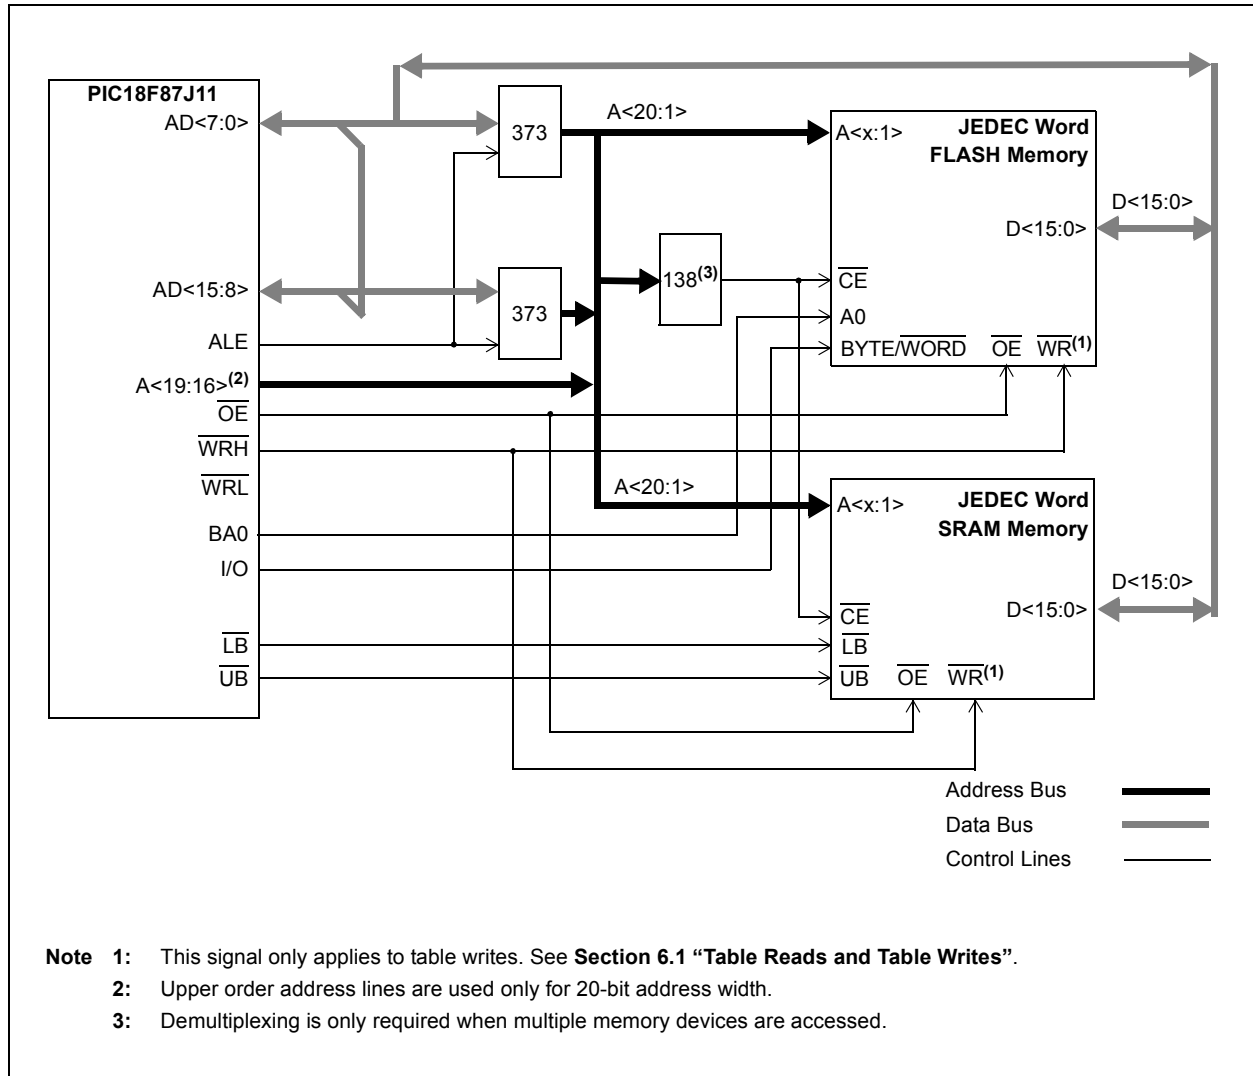 PIC18F87J11
AD<7:0>
AD<15:8>
ALE
A<19:16>(2)
OE
WRH
WRL
BA0
I/O
LB
UB
373
373
A<20:1>
138(3)
A<20:1>
A<x:1>
JEDEC Word
FLASH Memory
D<15:0>
CE
A0
BYTE/WORD OE WR(1)
D<15:0>
A<x:1>
JEDEC Word
SRAM Memory
D<15:0>
CE
LB
UB OE WR(1)
D<15:0>
Address Bus
Data Bus
Control Lines
Note 1: This signal only applies to table writes. See Section 6.1 “Table Reads and Table Writes”.
2: Upper order address lines are used only for 20-bit address width.
3: Demultiplexing is only required when multiple memory devices are accessed.